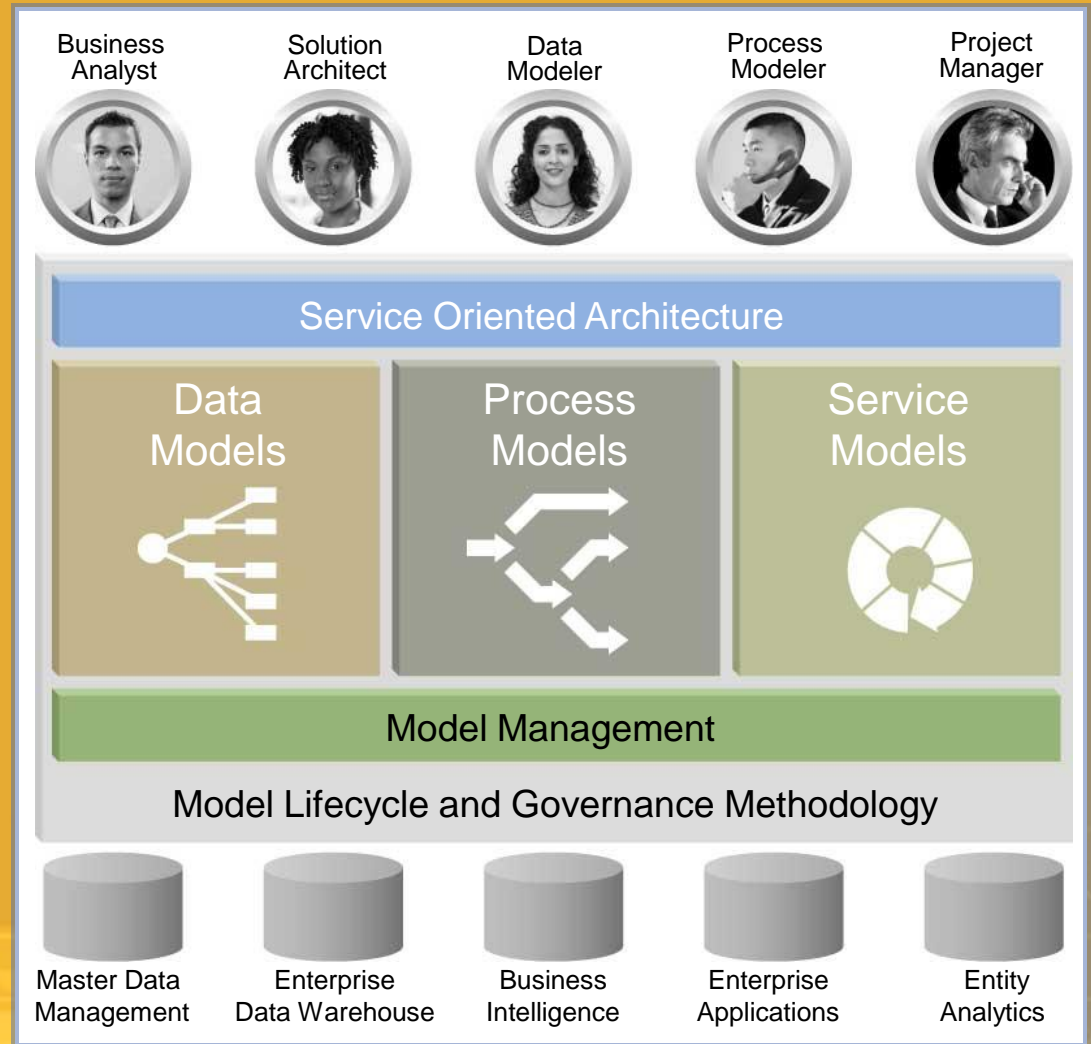 Business
Analyst
Solution
Architect
Data
Modeler
Process
Modeler
Project
Manager
Service Oriented Architecture
Data
Models
Process
Models
Service
Models
Model Management
Model Lifecycle and Governance Methodology
Master Data
Management
Enterprise
Data Warehouse
Business
Intelligence
Enterprise
Applications
Entity
Analytics